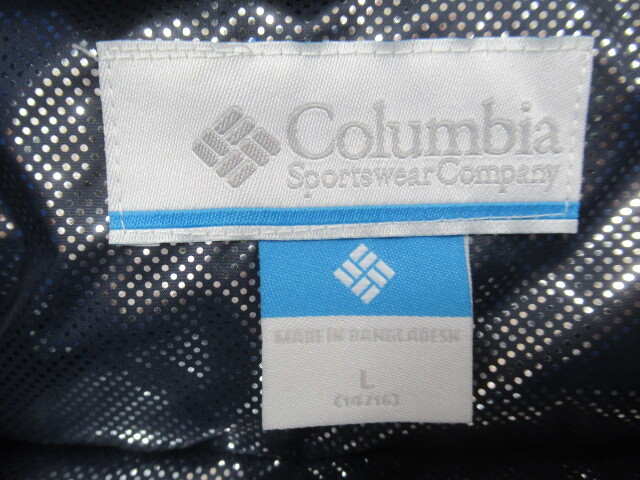 Columbia
Sportswear Company
MADE IN BANGLADESH
L
(14/16)